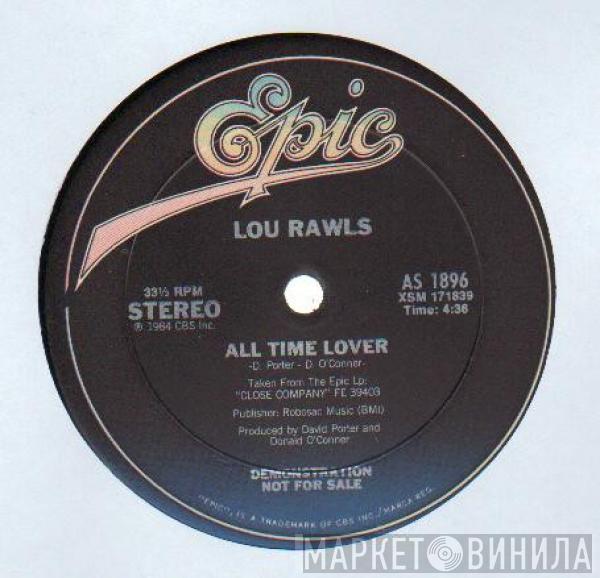 Epic
LOU RAWLS
33⅓ RPM
STEREO
℗ 1984 CBS Inc.
AS 1896
XSM 171839
Time: 4:36
ALL TIME LOVER
-D. Porter - D. O'Conner-
Taken From The Epic Lp:
"CLOSE COMPANY" FE 39403
Publisher: Robosac Music (BMI)
Produced by David Porter and
Donald O'Conner
DEMONSTRATION
NOT FOR SALE
"EPIC", IS A TRADEMARK OF CBS INC./MARCA REG.
МАРКЕТ ВИНИЛА